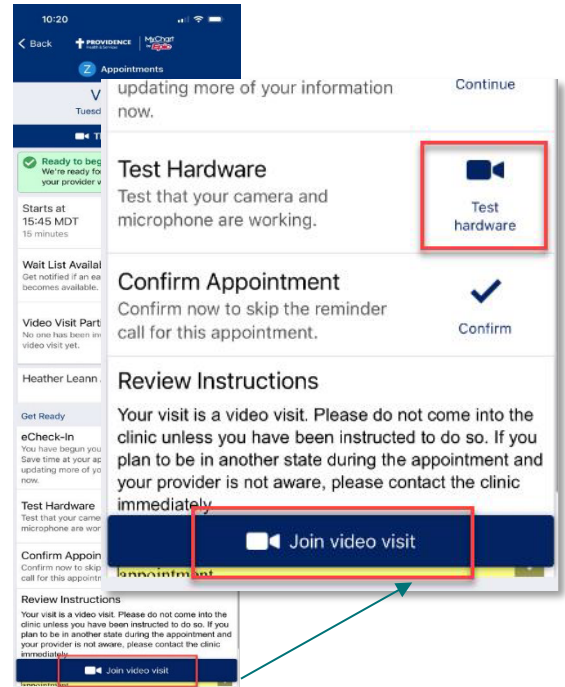 10:20
Back
PROVIDENCE
MyChart
Epic
Z Appointments
V
Tuesd
Ready to beg
We're ready fo
your provider v
Starts at
15:45 MDT
15 minutes
Wait List Availal
Get notified if an ea
becomes available.
Video Visit Parti
No one has been inv
video visit yet.
Heather Leann
Get Ready
eCheck-In
You have begun you
Save time at your ap
updating more of yo
now.
Test Hardware
Test that your came
microphone are wor
Confirm Appoin
Confirm now to skip
call for this appointm
Review Instructions
Your visit is a video visit. Please do not come into the
clinic unless you have been instructed to do so. If you
plan to be in another state during the appointment and
your provider is not aware, please contact the clinic
immediately
Join video visit
updating more of your information
now.
Continue
Test Hardware
Test that your camera and
microphone are working.
Test
hardware
Confirm Appointment
Confirm now to skip the reminder
call for this appointment.
Confirm
Review Instructions
Your visit is a video visit. Please do not come into the
clinic unless you have been instructed to do so. If you
plan to be in another state during the appointment and
your provider is not aware, please contact the clinic
immediately
Join video visit
appointment